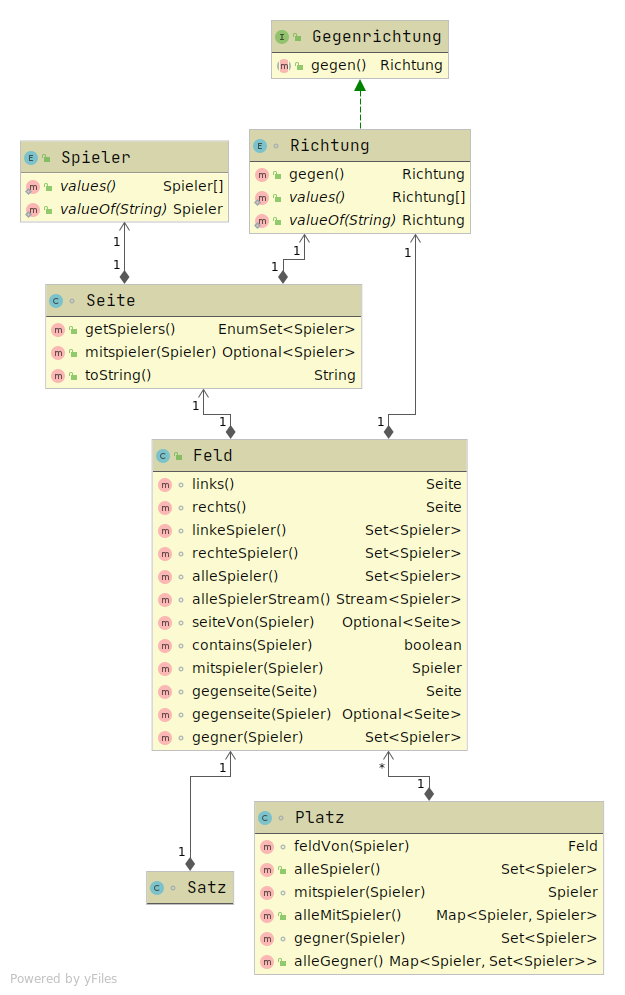 Gegenrichtung
gegen() Richtung
Spieler
values() Spieler[]
valueOf(String) Spieler
Richtung
gegen() Richtung
values() Richtung[]
valueOf(String) Richtung
1
1
1
1
1
Seite
getSpielers() EnumSet<Spieler>
mitspieler(Spieler) Optional<Spieler>
toString() String
1
1
1
Feld
links() Seite
rechts() Seite
linkeSpieler() Set<Spieler>
rechteSpieler() Set<Spieler>
alleSpieler() Set<Spieler>
alleSpielerStream() Stream<Spieler>
seiteVon(Spieler) Optional<Seite>
contains(Spieler) boolean
mitspieler(Spieler) Spieler
gegenseite(Seite) Seite
gegenseite(Spieler) Optional<Seite>
gegner(Spieler) Set<Spieler>
1
*
1
1
Platz
feldVon(Spieler) Feld
alleSpieler() Set<Spieler>
mitspieler(Spieler) Spieler
alleMitSpieler() Map<Spieler, Spieler>
gegner(Spieler) Set<Spieler>
alleGegner() Map<Spieler, Set<Spieler>>
Satz
Powered by yFiles